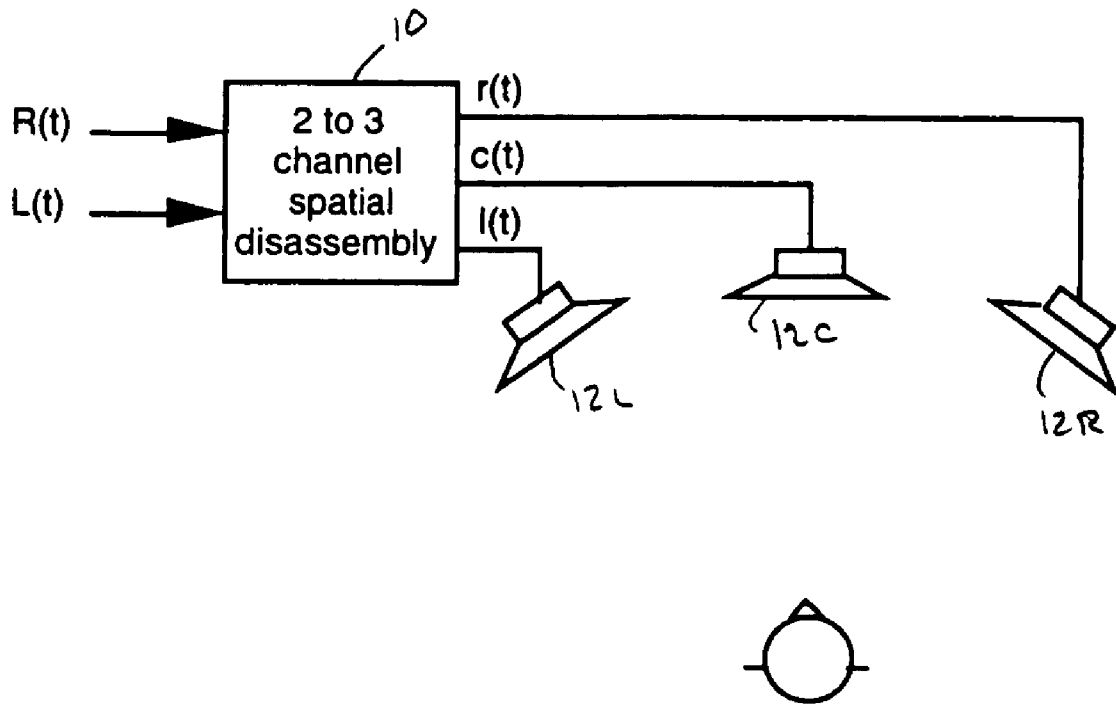 10
R(t)
L(t)
2 to 3
channel
spatial
disassembly
r(t)
c(t)
l(t)
12L
12C
12R